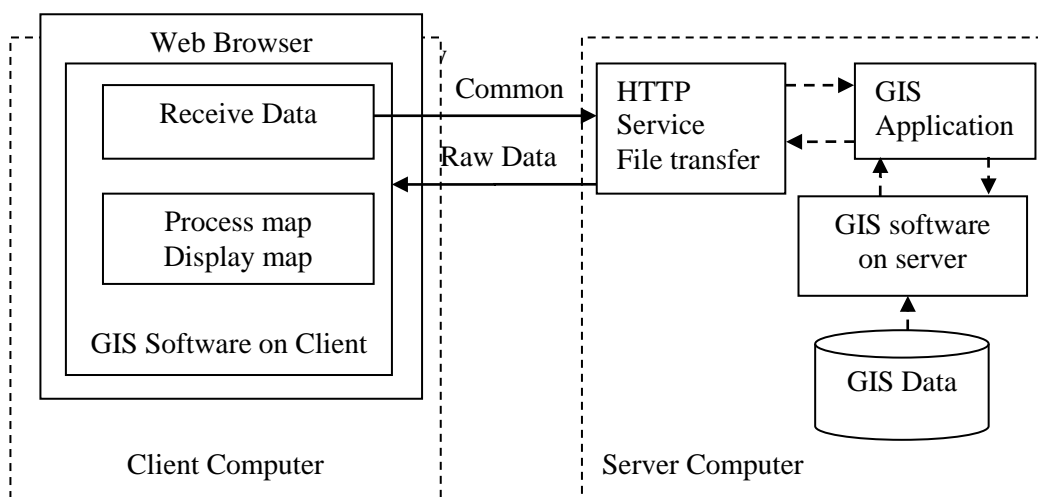 Web Browser
Receive Data
Process map
Display map
GIS Software on Client
Client Computer
Common
Raw Data
HTTP
Service
File transfer
GIS
Application
GIS software
on server
GIS Data
Server Computer